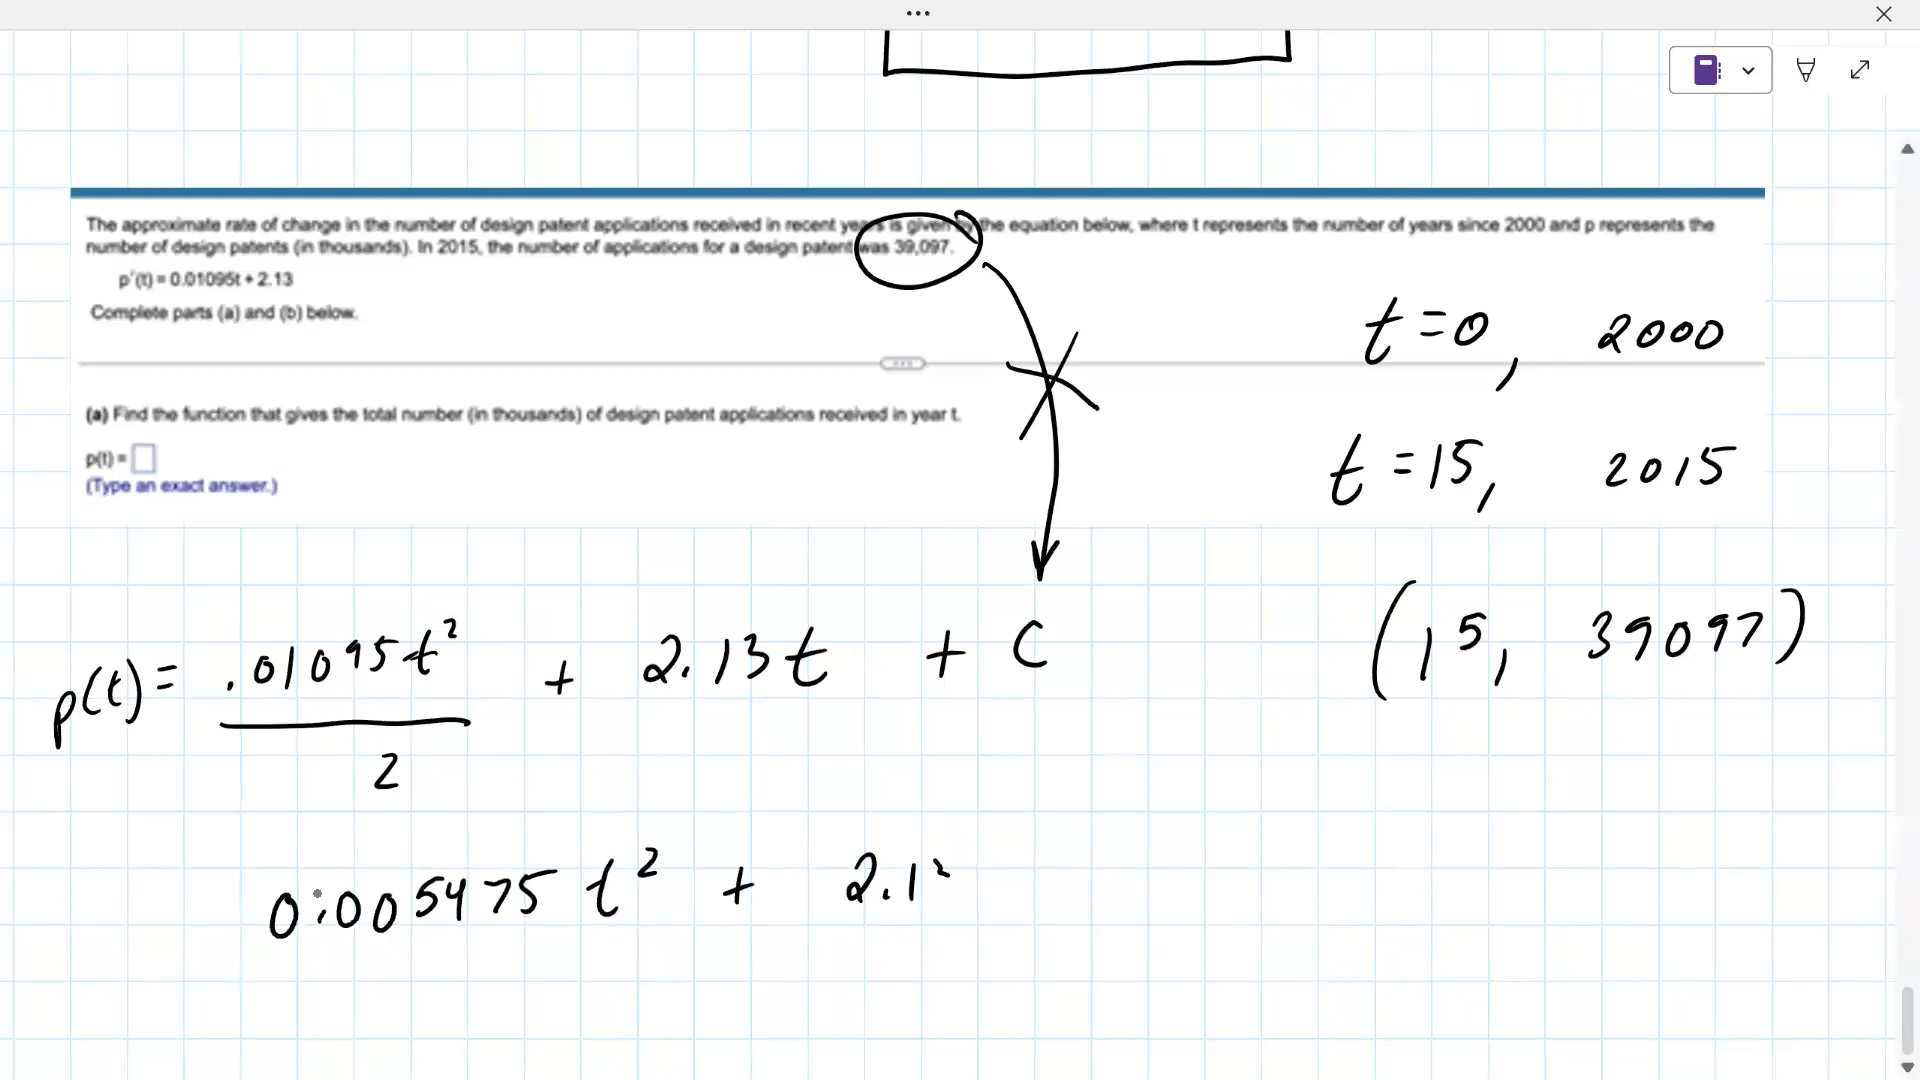 The approximate rate of change in the number of design patent applications received in recent years is given by the equation below, where t represents the number of years since 2000 and p represents the
number of design patents (in thousands). In 2015, the number of applications for a design patent was 39,097.
p′(t) = 0.01095t + 2.13
Complete parts (a) and (b) below.
t = 0, 2000
(a) Find the function that gives the total number (in thousands) of design patent applications received in year t.
p(t) =
(Type an exact answer.)
t = 15, 2015
p(t) = .01095t² / 2 + 2.13t + C
(15, 39097)
0.005475 t² + 2.1